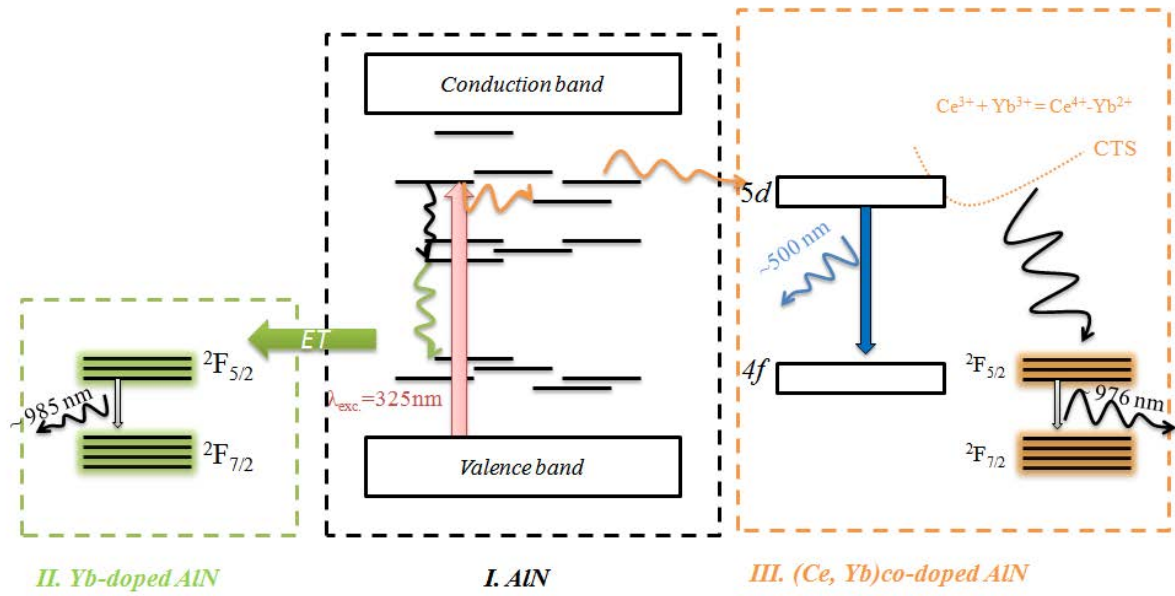 Conduction band
Ce³⁺ + Yb³⁺ = Ce⁴⁺-Yb²⁺
CTS
5d
~500 nm
ET
²F₅/₂
~ 985 nm
²F₇/₂
λexc.=325nm
Valence band
4f
²F₅/₂
~ 976 nm
²F₇/₂
II. Yb-doped AlN
I. AlN
III. (Ce, Yb)co-doped AlN